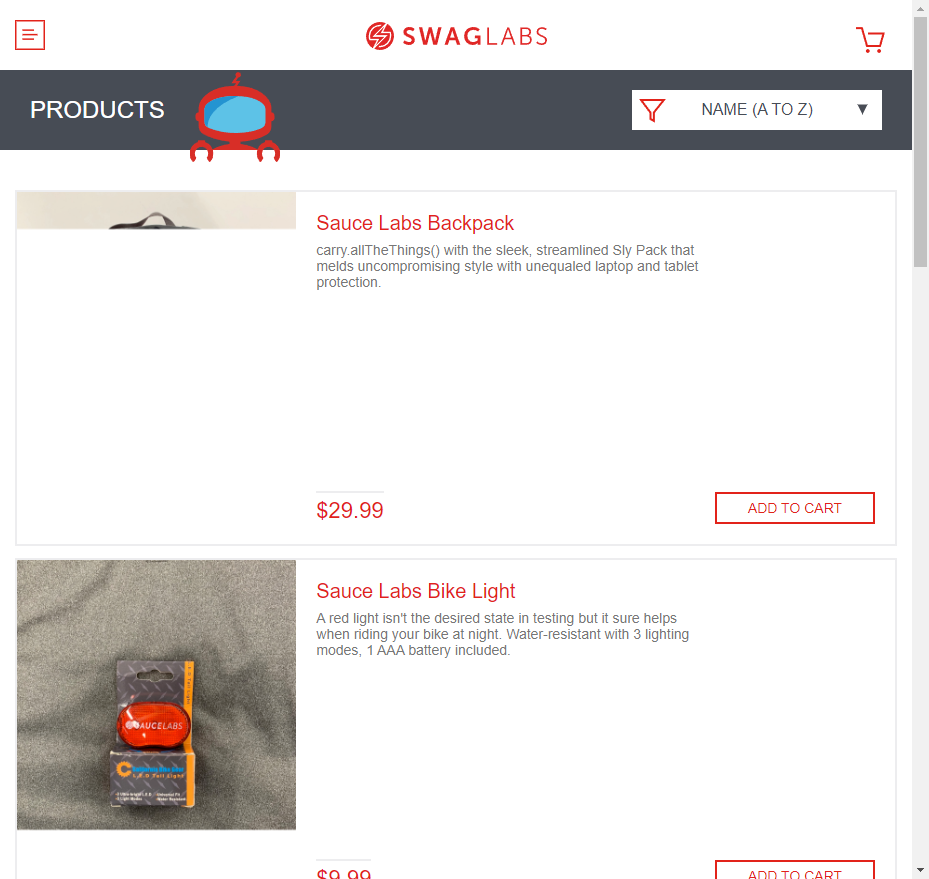 SWAGLABS
PRODUCTS
NAME (A TO Z)
Sauce Labs Backpack
carry.allTheThings() with the sleek, streamlined Sly Pack that
melds uncompromising style with unequaled laptop and tablet
protection.
$29.99
ADD TO CART
Sauce Labs Bike Light
A red light isn't the desired state in testing but it sure helps
when riding your bike at night. Water-resistant with 3 lighting
modes, 1 AAA battery included.
SAUCELABS
L.E.D Tail Light
$9.99
ADD TO CART